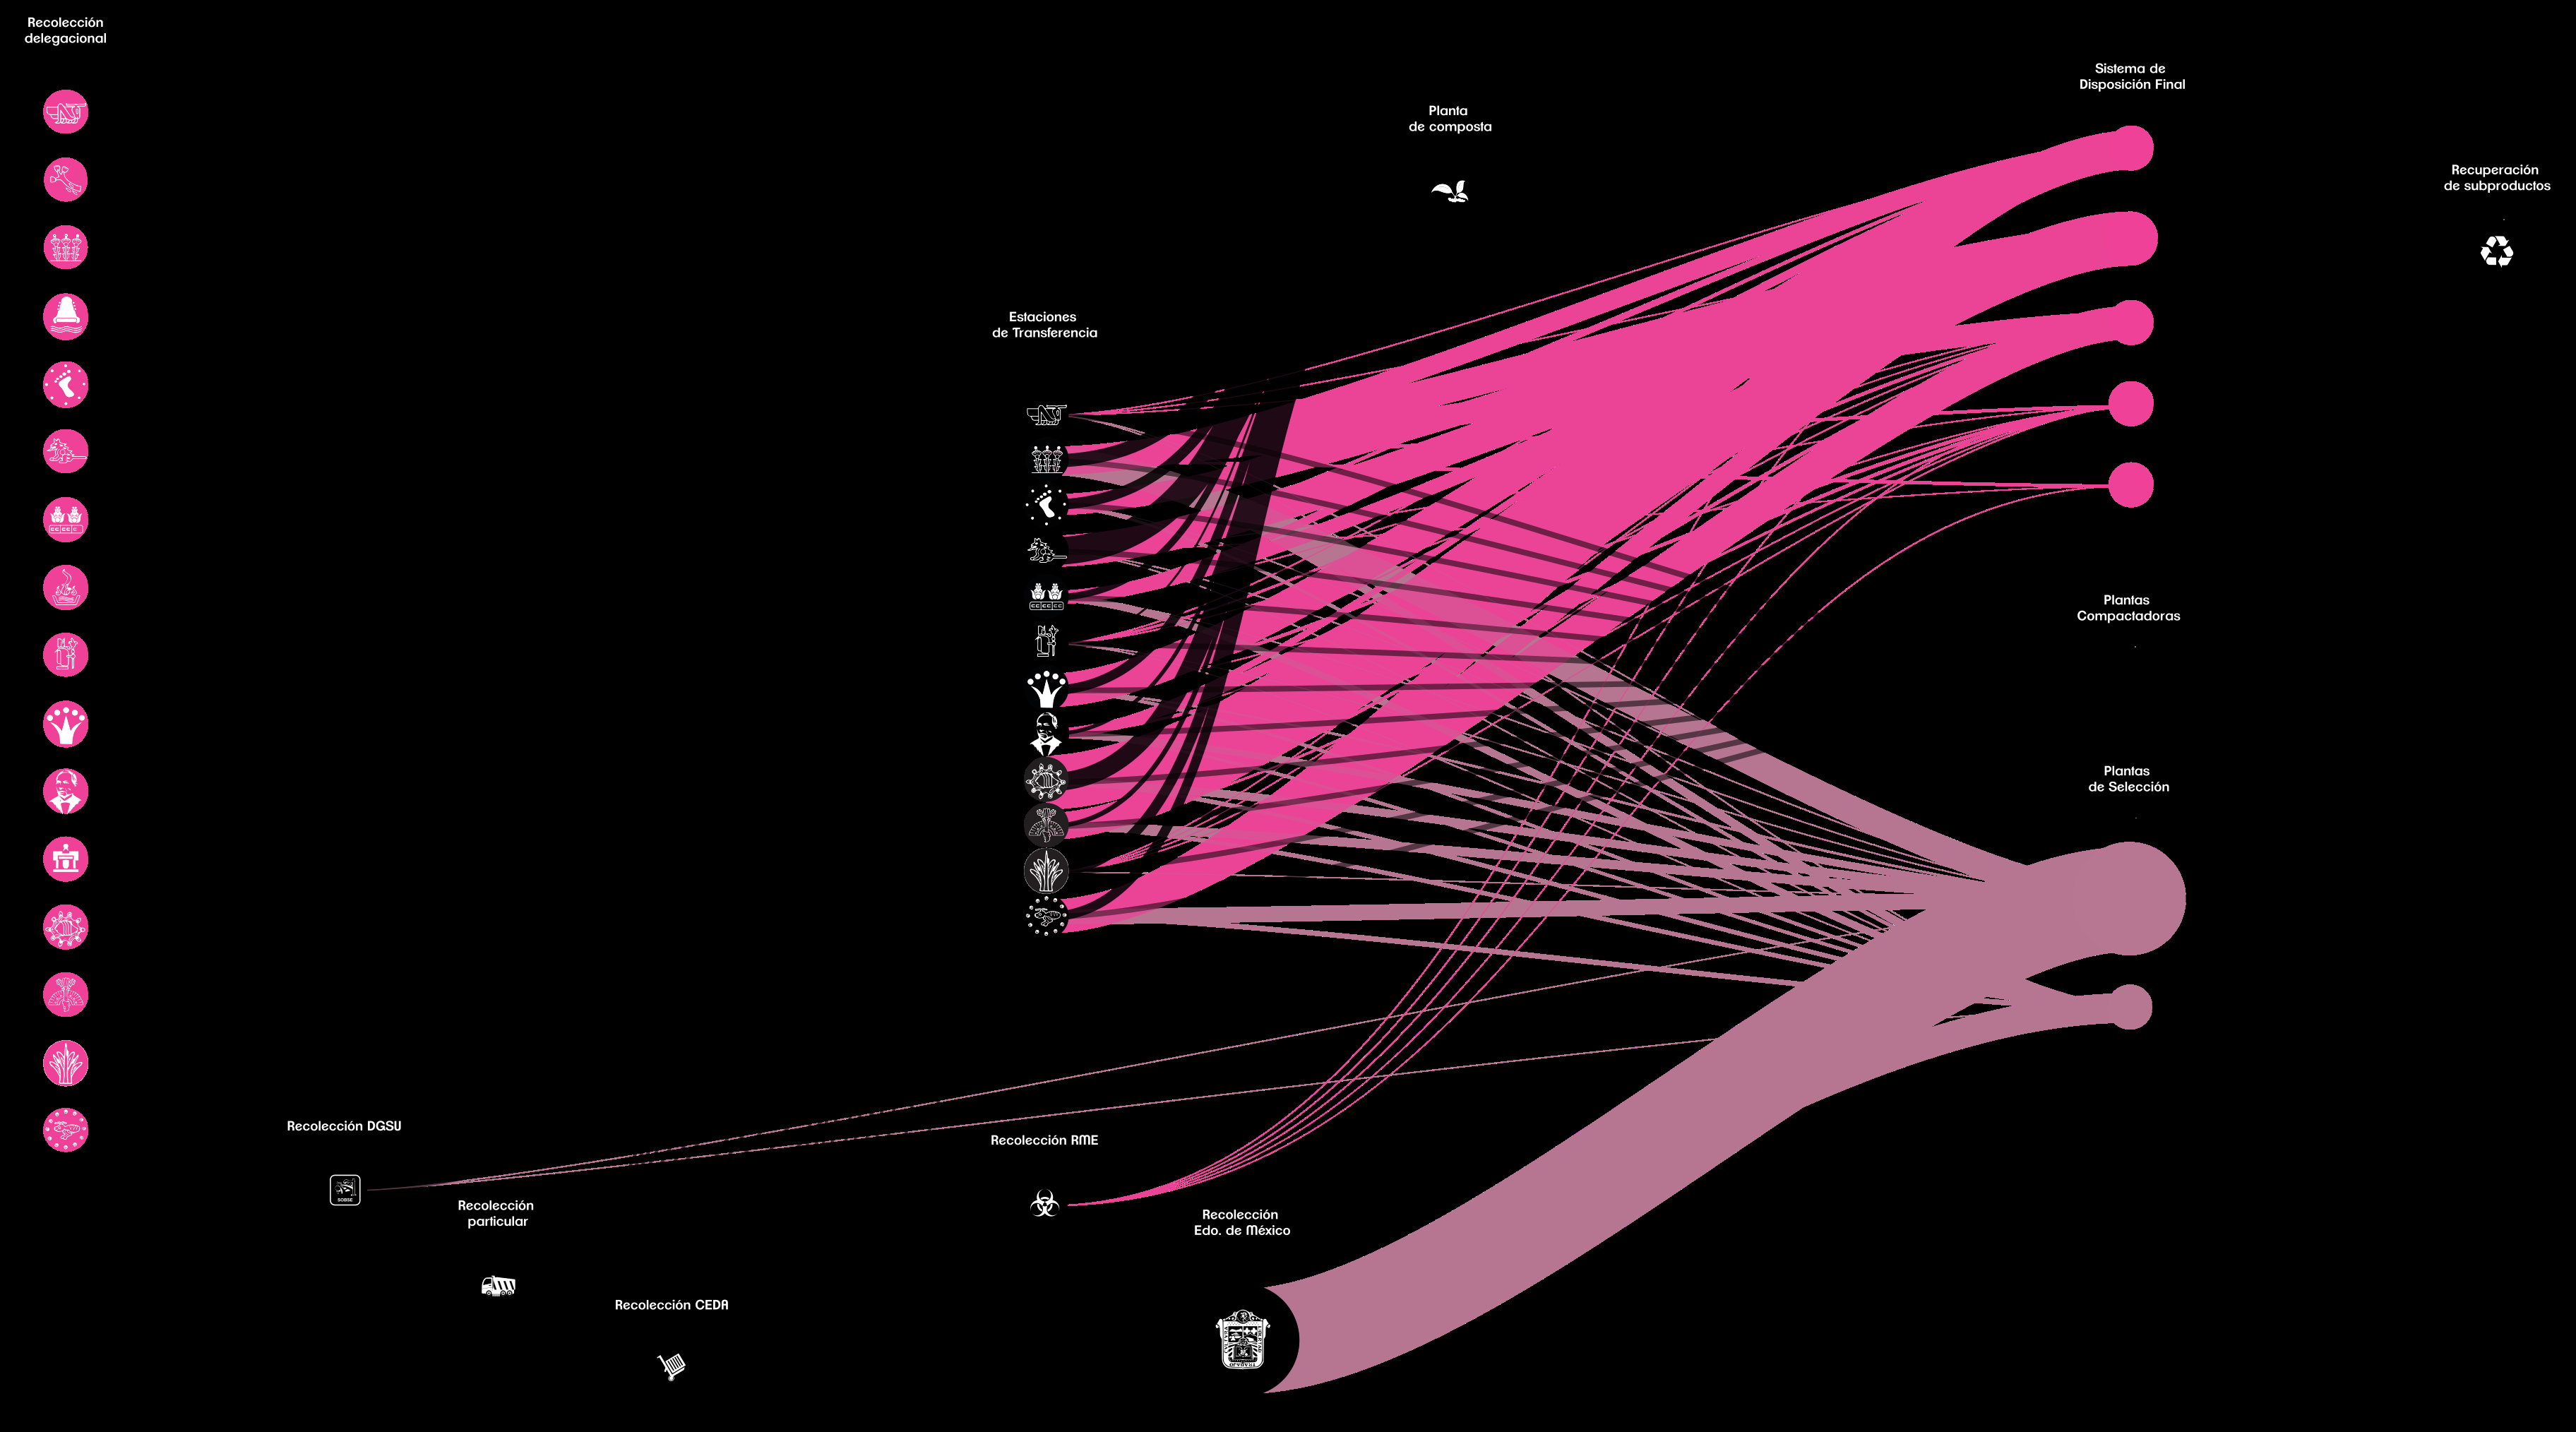 Recolección
delegacional
Sistema de
Disposición Final
Planta
de composta
Recuperación
de subproductos
Estaciones
de Transferencia
Plantas
Compactadoras
Plantas
de Selección
Recolección DGSU
SOBSE
Recolección RME
Recolección
particular
Recolección
Edo. de México
Recolección CEDA